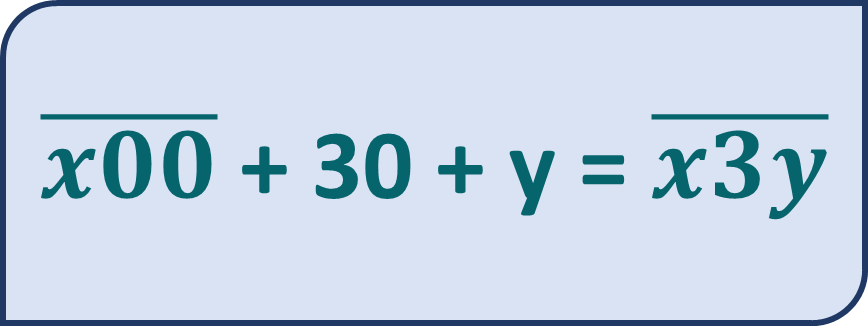 x00 + 30 + y = x3y